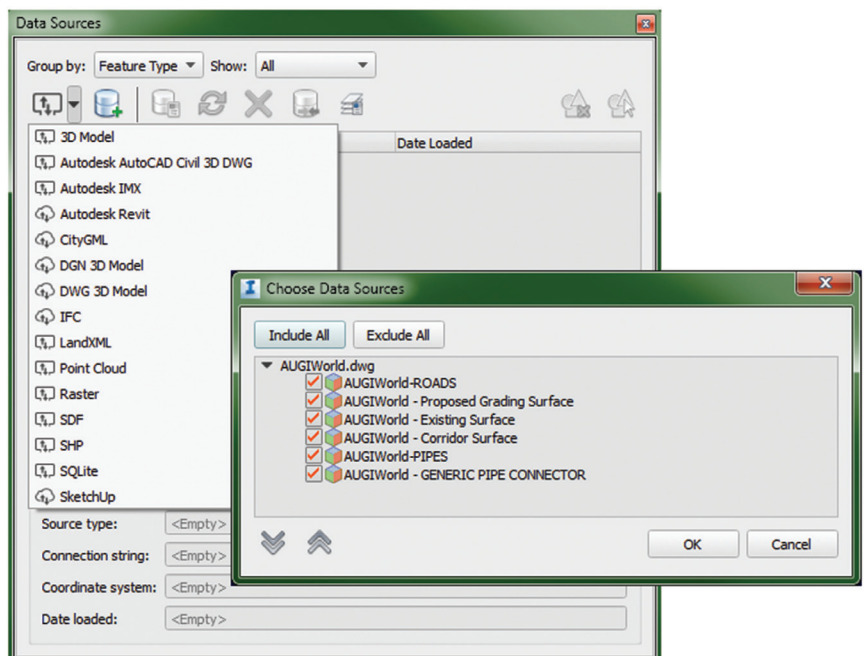 Data Sources
Group by: Feature Type Show: All
Date Loaded
3D Model
Autodesk AutoCAD Civil 3D DWG
Autodesk IMX
Autodesk Revit
CityGML
DGN 3D Model
DWG 3D Model
IFC
LandXML
Point Cloud
Raster
SDF
SHP
SQLite
SketchUp
Source type: <Empty>
Connection string: <Empty>
Coordinate system: <Empty>
Date loaded: <Empty>
Choose Data Sources
Include All Exclude All
AUGIWorld.dwg
AUGIWorld-ROADS
AUGIWorld - Proposed Grading Surface
AUGIWorld - Existing Surface
AUGIWorld - Corridor Surface
AUGIWorld-PIPES
AUGIWorld - GENERIC PIPE CONNECTOR
OK Cancel